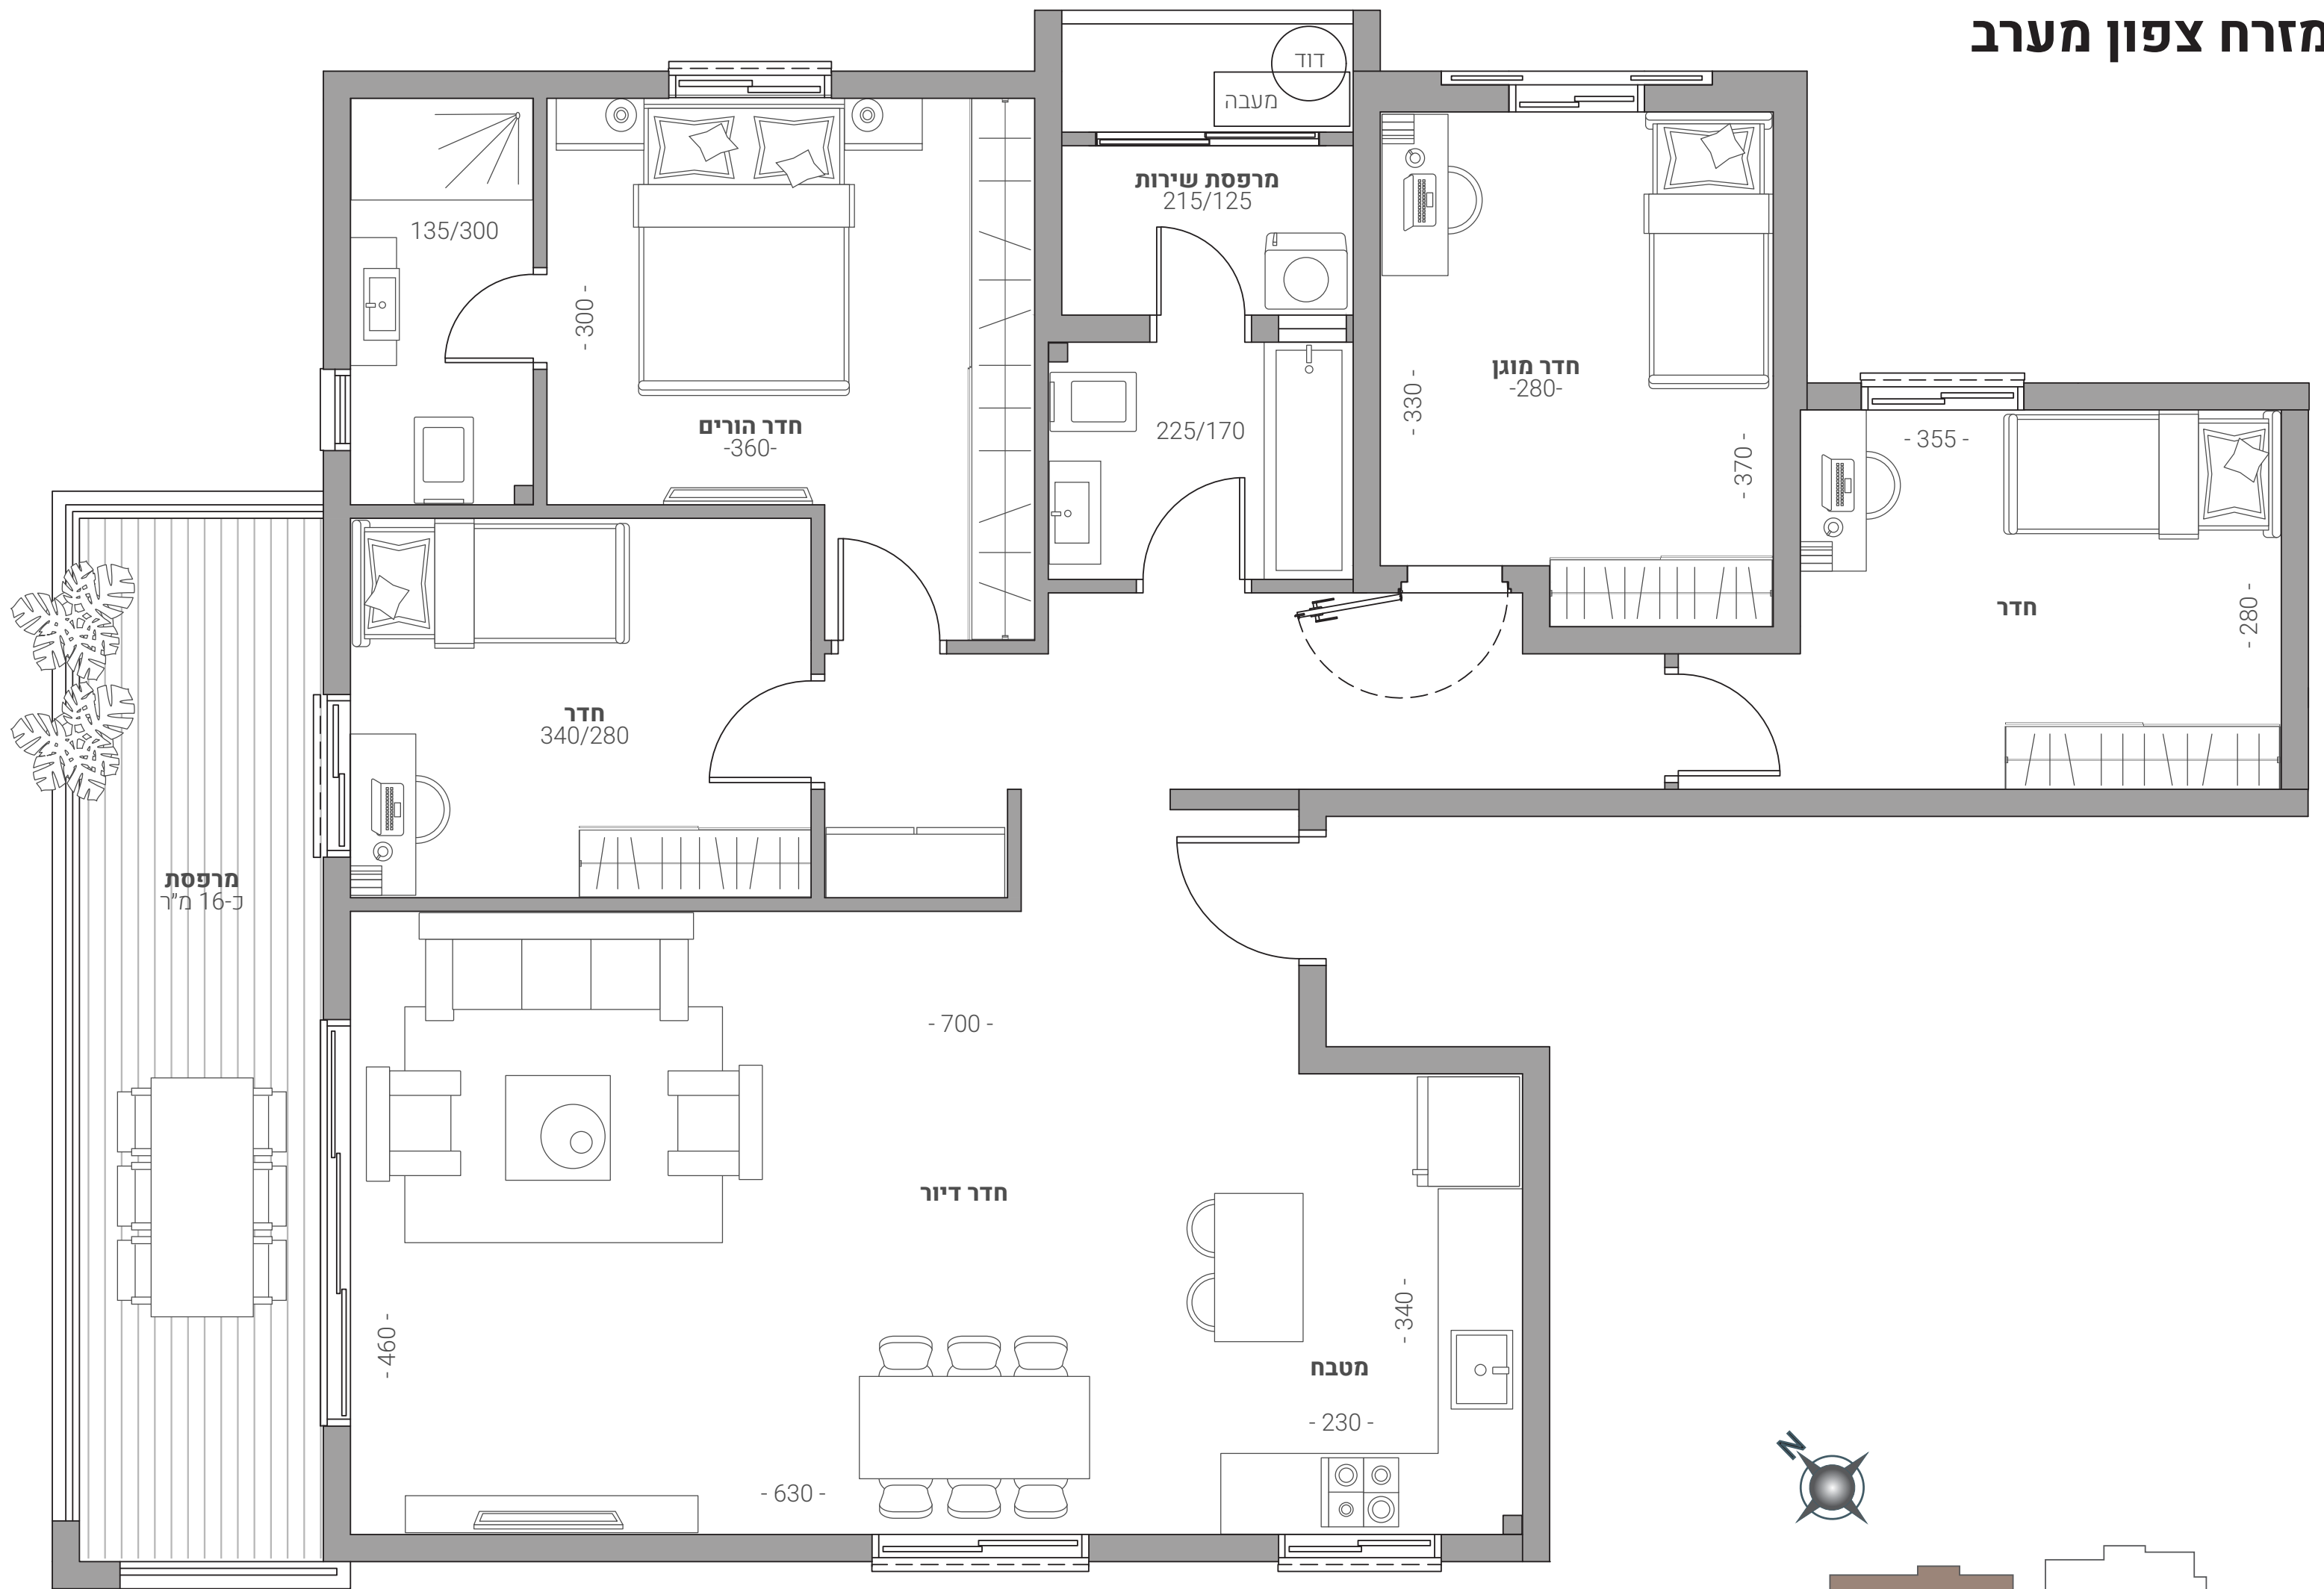 מזרח צפון מערב
דוד
מעבה
מרפסת שירות
215/125
135/300
- 300 -
חדר הורים
-360-
225/170
חדר מוגן
-280-
- 330 -
- 370 -
- 355 -
חדר
- 280 -
חדר
340/280
מרפסת
כ-16 מ"ר
- 700 -
חדר דיור
- 460 -
- 340 -
מטבח
- 230 -
- 630 -
N